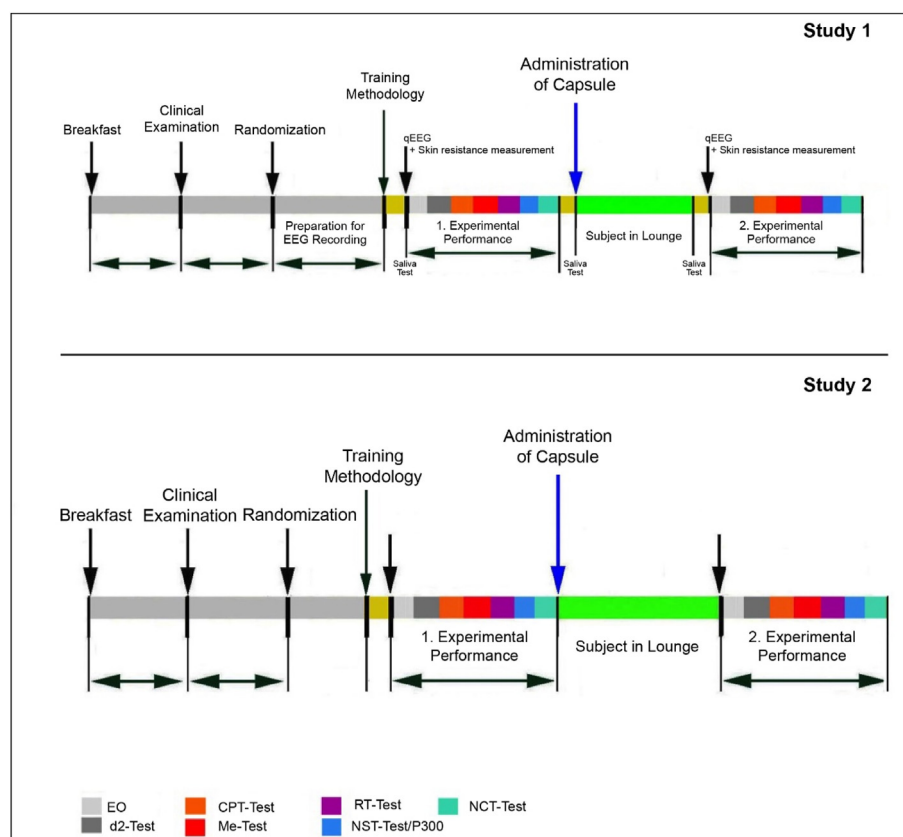 Study 1
Administration
of Capsule
Training
Methodology
Clinical
Examination
Breakfast
Randomization
qEEG
+ Skin resistance measurement
qEEG
+ Skin resistance measurement
Preparation for
EEG Recording
1. Experimental
Performance
Subject in Lounge
2. Experimental
Performance
Saliva
Test
Saliva
Test
Saliva
Test
Study 2
Administration
of Capsule
Training
Methodology
Clinical
Examination
Breakfast
Randomization
1. Experimental
Performance
Subject in Lounge
2. Experimental
Performance
EO
CPT-Test
RT-Test
NCT-Test
d2-Test
Me-Test
NST-Test/P300